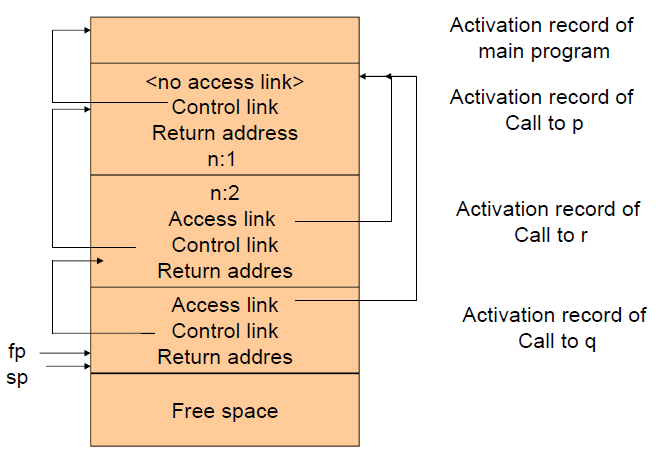 Activation record of
main program
<no access link>
Control link
Return address
n:1
Activation record of
Call to p
n:2
Access link
Control link
Return addres
Activation record of
Call to r
Access link
Control link
Return addres
Activation record of
Call to q
fp
sp
Free space